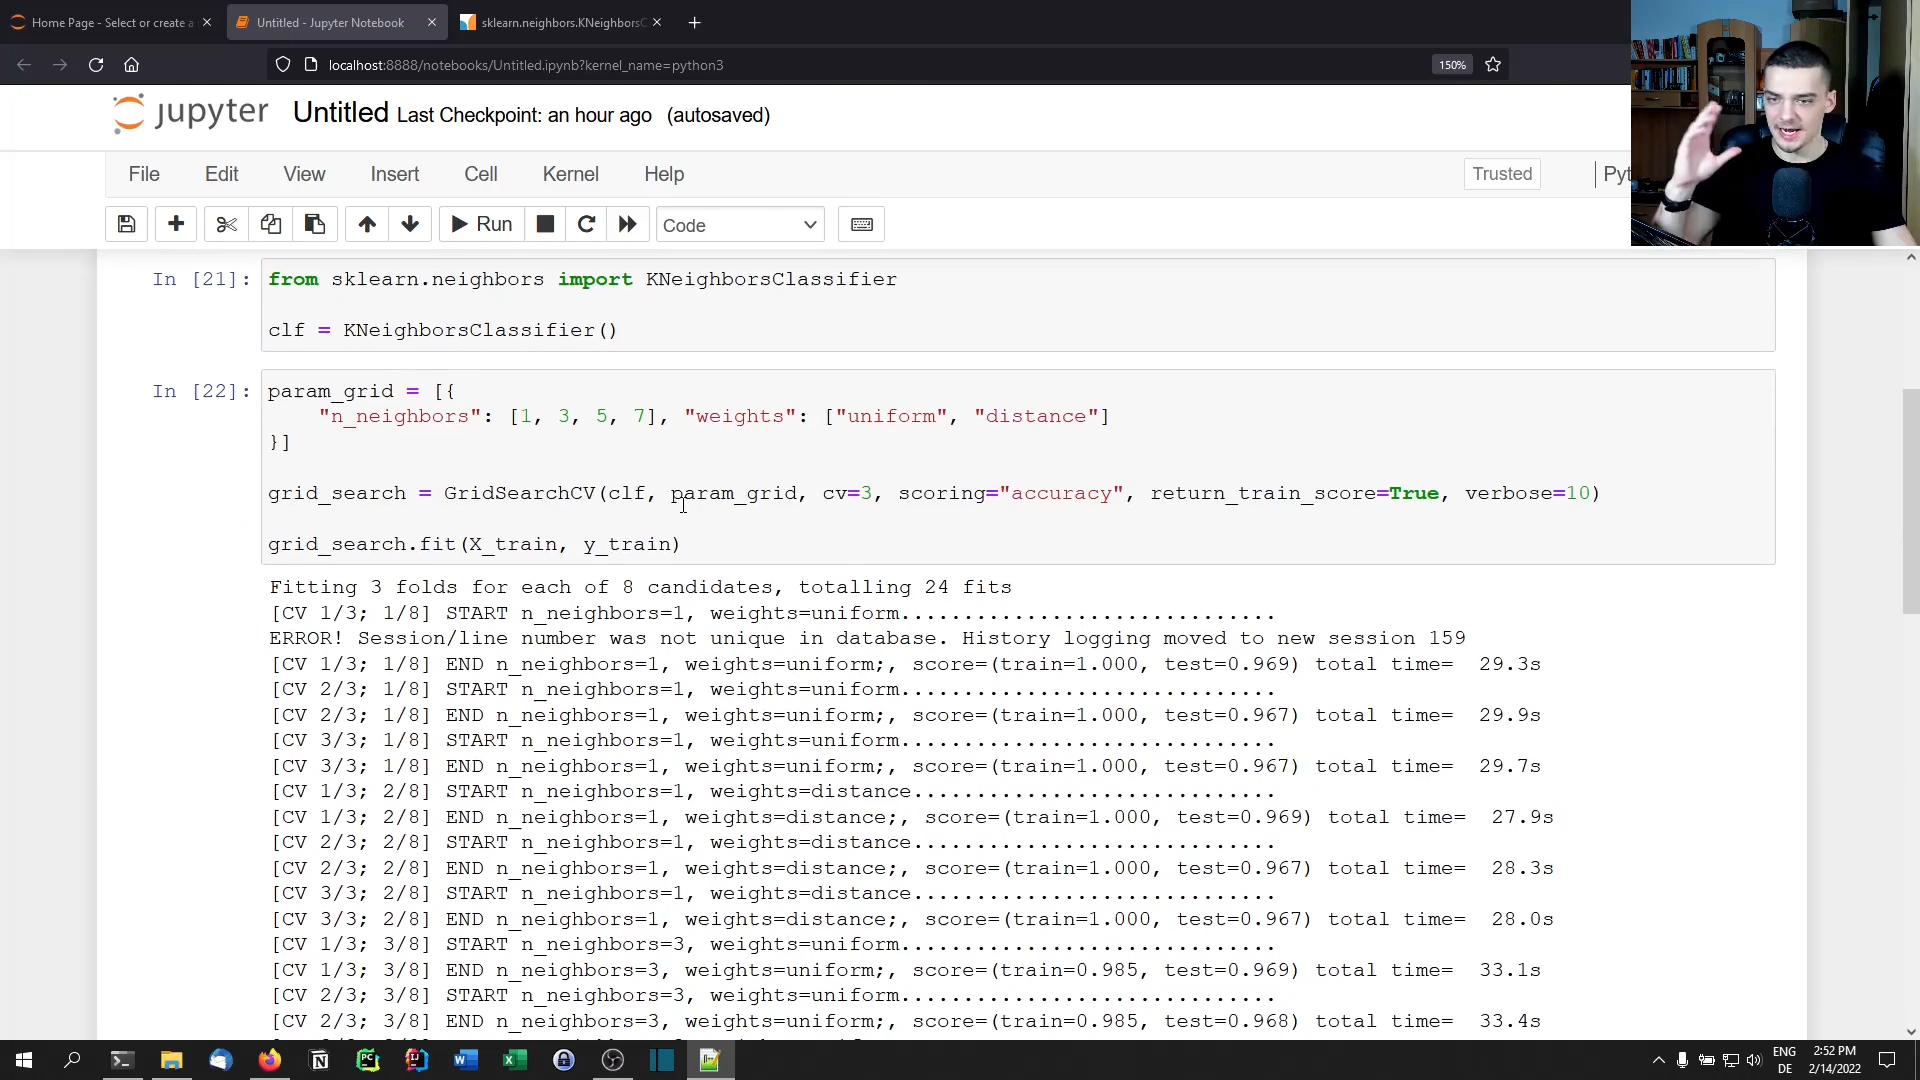 Home Page - Select or create a
Untitled - Jupyter Notebook
sklearn.neighbors.KNeighborsC
localhost:8888/notebooks/Untitled.ipynb?kernel_name=python3
150%
jupyter Untitled Last Checkpoint: an hour ago (autosaved)
File Edit View Insert Cell Kernel Help
Trusted
Pyt
Run
Code
In [21]: from sklearn.neighbors import KNeighborsClassifier
clf = KNeighborsClassifier()
In [22]: param_grid = [{
"n_neighbors": [1, 3, 5, 7], "weights": ["uniform", "distance"]
}]
grid_search = GridSearchCV(clf, param_grid, cv=3, scoring="accuracy", return_train_score=True, verbose=10)
grid_search.fit(X_train, y_train)
Fitting 3 folds for each of 8 candidates, totalling 24 fits
[CV 1/3; 1/8] START n_neighbors=1, weights=uniform..............................
ERROR! Session/line number was not unique in database. History logging moved to new session 159
[CV 1/3; 1/8] END n_neighbors=1, weights=uniform;, score=(train=1.000, test=0.969) total time=  29.3s
[CV 2/3; 1/8] START n_neighbors=1, weights=uniform..............................
[CV 2/3; 1/8] END n_neighbors=1, weights=uniform;, score=(train=1.000, test=0.967) total time=  29.9s
[CV 3/3; 1/8] START n_neighbors=1, weights=uniform..............................
[CV 3/3; 1/8] END n_neighbors=1, weights=uniform;, score=(train=1.000, test=0.967) total time=  29.7s
[CV 1/3; 2/8] START n_neighbors=1, weights=distance.............................
[CV 1/3; 2/8] END n_neighbors=1, weights=distance;, score=(train=1.000, test=0.969) total time=  27.9s
[CV 2/3; 2/8] START n_neighbors=1, weights=distance.............................
[CV 2/3; 2/8] END n_neighbors=1, weights=distance;, score=(train=1.000, test=0.967) total time=  28.3s
[CV 3/3; 2/8] START n_neighbors=1, weights=distance.............................
[CV 3/3; 2/8] END n_neighbors=1, weights=distance;, score=(train=1.000, test=0.967) total time=  28.0s
[CV 1/3; 3/8] START n_neighbors=3, weights=uniform..............................
[CV 1/3; 3/8] END n_neighbors=3, weights=uniform;, score=(train=0.985, test=0.969) total time=  33.1s
[CV 2/3; 3/8] START n_neighbors=3, weights=uniform..............................
[CV 2/3; 3/8] END n_neighbors=3, weights=uniform;, score=(train=0.985, test=0.968) total time=  33.4s
ENG
DE
2:52 PM
2/14/2022